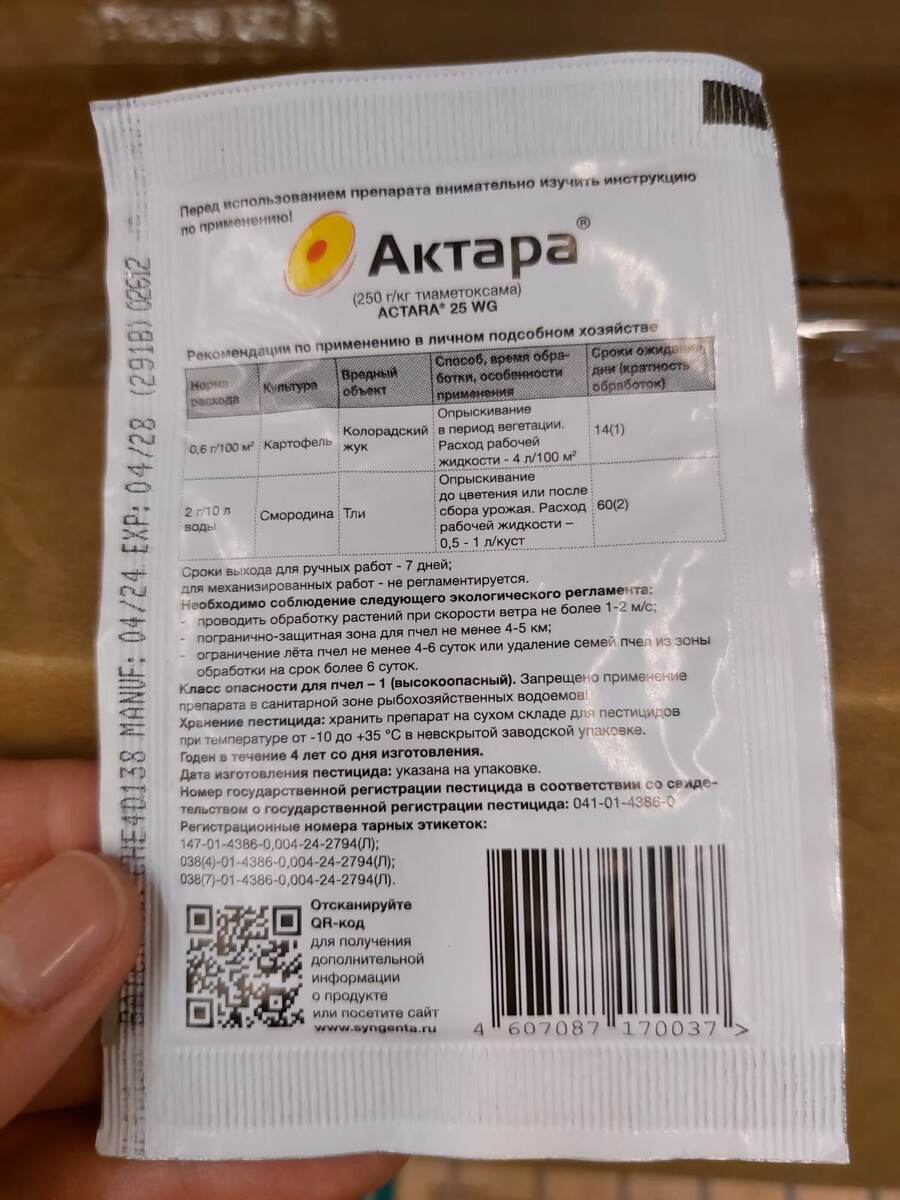 Перед использованием препарата внимательно изучить инструкцию
по применению!
Актара®
(250 г/кг тиаметоксама)
ACTARA® 25 WG
Рекомендации по применению в личном подсобном хозяйстве
Норма расхода
Культура
Вредный объект
Способ, время обра-
ботки, особенности
применения
Сроки ожидания,
дни (кратность
обработок)
0,6 г/100 м²
Картофель
Колорадский
жук
Опрыскивание
в период вегетации.
Расход рабочей
жидкости - 4 л/100 м²
14(1)
2 г/10 л
воды
Смородина
Тли
Опрыскивание
до цветения или после
сбора урожая. Расход
рабочей жидкости –
0,5 - 1 л/куст
60(2)
Сроки выхода для ручных работ - 7 дней;
для механизированных работ - не регламентируется.
Необходимо соблюдение следующего экологического регламента:
- проводить обработку растений при скорости ветра не более 1-2 м/с;
- погранично-защитная зона для пчел не менее 4-5 км;
- ограничение лёта пчел не менее 4-6 суток или удаление семей пчел из зоны
обработки на срок более 6 суток.
Класс опасности для пчел – 1 (высокоопасный). Запрещено применение
препарата в санитарной зоне рыбохозяйственных водоемов!
Хранение пестицида: хранить препарат на сухом складе для пестицидов
при температуре от -10 до +35 °С в невскрытой заводской упаковке.
Годен в течение 4 лет со дня изготовления.
Дата изготовления пестицида: указана на упаковке.
Номер государственной регистрации пестицида в соответствии со свиде-
тельством о государственной регистрации пестицида: 041-01-4386-0
Регистрационные номера тарных этикеток:
147-01-4386-0,004-24-2794(Л);
038(4)-01-4386-0,004-24-2794(Л);
038(7)-01-4386-0,004-24-2794(Л).
Отсканируйте
QR-код
для получения
дополнительной
информации
о продукте
или посетите сайт
www.syngenta.ru
4 607087 170037 >
MANUF: 04/24 EXP: 04/28 (291B) 02612